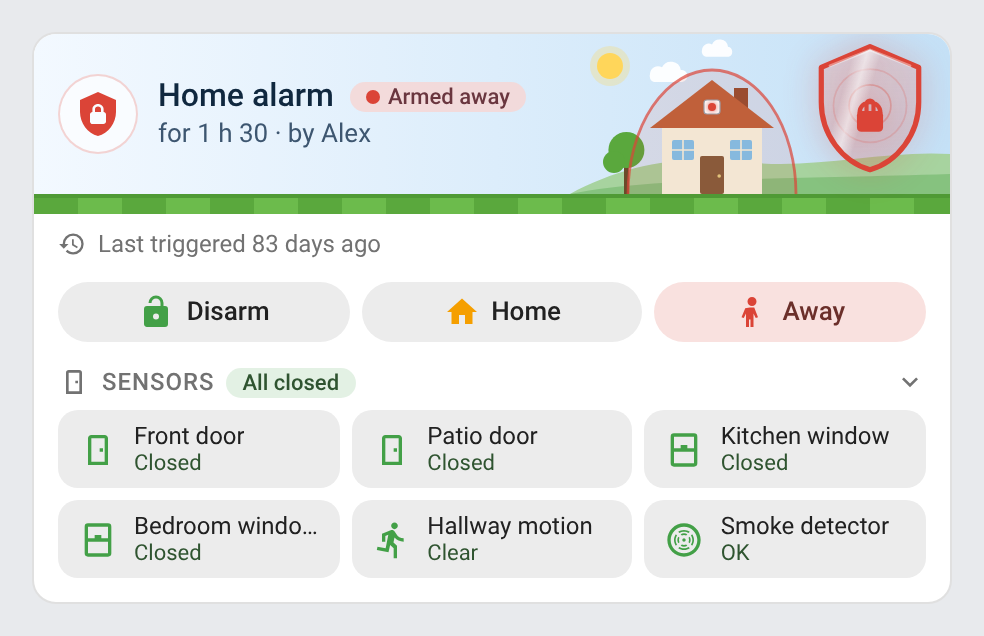 Home alarm
Armed away
for 1 h 30 · by Alex
Last triggered 83 days ago
Disarm
Home
Away
SENSORS
All closed
Front door
Closed
Patio door
Closed
Kitchen window
Closed
Bedroom windo...
Closed
Hallway motion
Clear
Smoke detector
OK